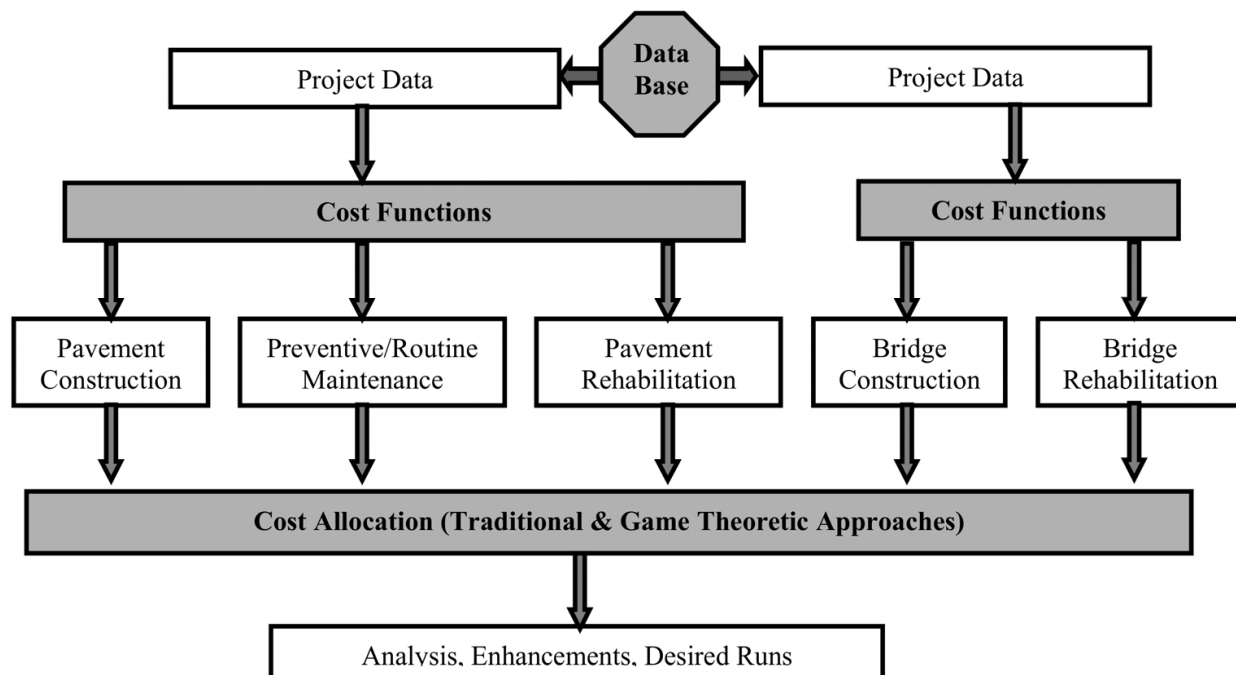 Data
Base
Project Data
Project Data
Cost Functions
Cost Functions
Pavement
Construction
Preventive/Routine
Maintenance
Pavement
Rehabilitation
Bridge
Construction
Bridge
Rehabilitation
Cost Allocation (Traditional & Game Theoretic Approaches)
Analysis, Enhancements, Desired Runs